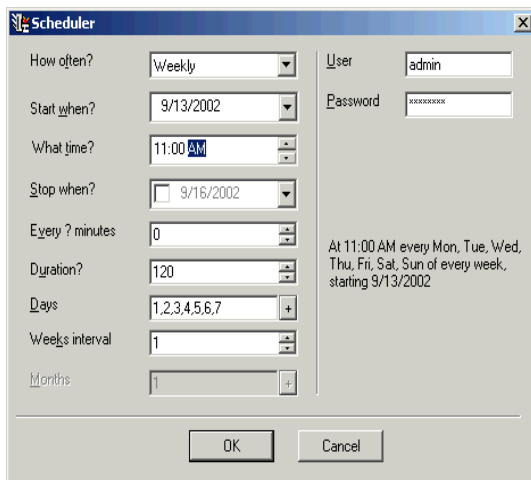 Scheduler
How often?
Weekly
Start when?
9/13/2002
What time?
11:00 AM
Stop when?
9/16/2002
Every ? minutes
0
Duration?
120
Days
1,2,3,4,5,6,7
+
Weeks interval
1
Months
1
+
User
admin
Password
xxxxxxxx
At 11:00 AM every Mon, Tue, Wed,
Thu, Fri, Sat, Sun of every week,
starting 9/13/2002
OK
Cancel